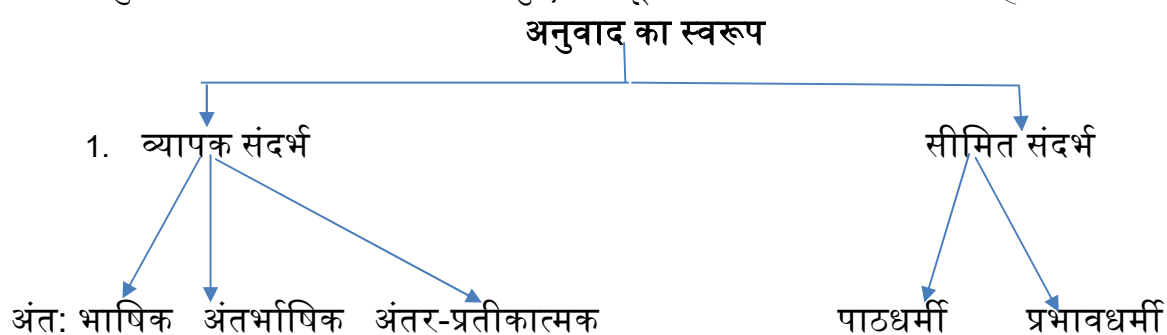 अनुवाद का स्वरूप
1. व्यापक संदर्भ सीमित संदर्भ
अंत: भाषिक अंतर्भाषिक अंतर-प्रतीकात्मक पाठधर्मी प्रभावधर्मी